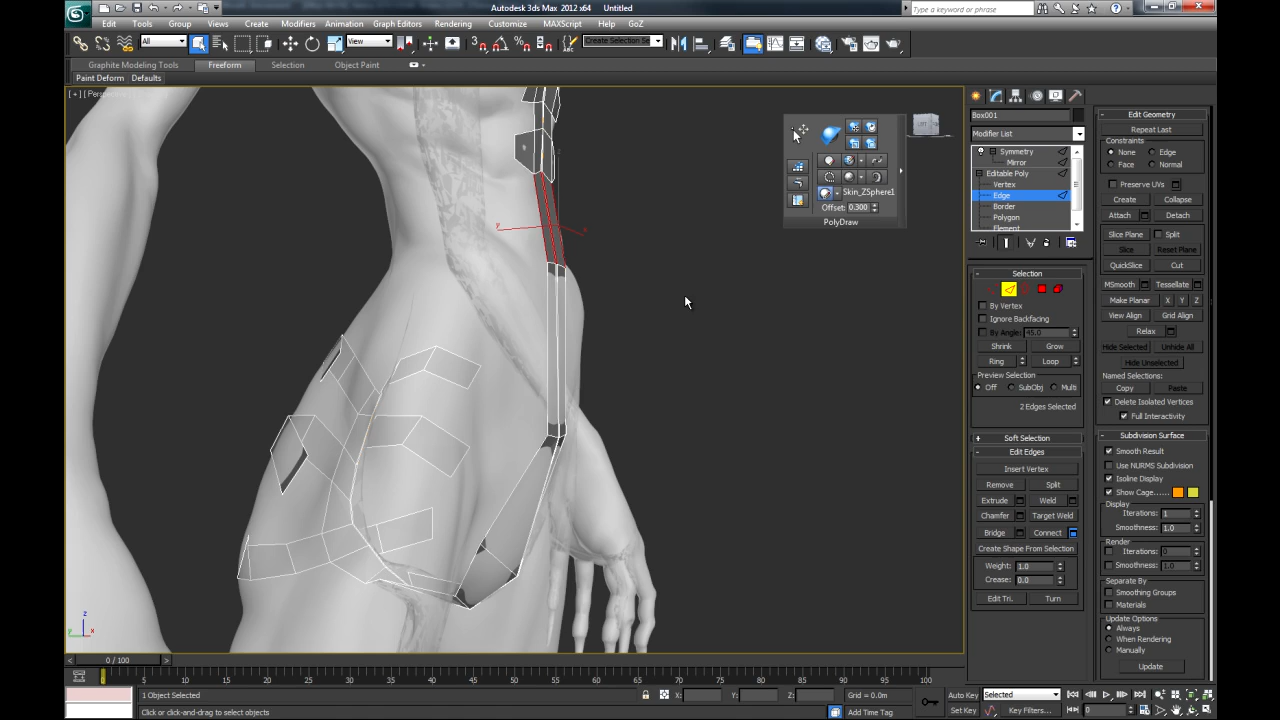 Autodesk 3ds Max 2012 x64 Untitled
Type a keyword or phrase
Edit Tools Group Views Create Modifiers Animation Graph Editors Rendering Customize MAXScript Help GoZ
All View Create Selection Se
Graphite Modeling Tools Freeform Selection Object Paint
Paint Deform Defaults
[ + ] [ Perspective
Skin_ZSphere1
Offset: 0.300
PolyDraw
Box001
Modifier List
Symmetry
Mirror
Editable Poly
Vertex
Edge
Border
Polygon
Element
Selection
By Vertex
Ignore Backfacing
By Angle: 45.0
Shrink Grow
Ring Loop
Preview Selection
Off SubObj Multi
2 Edges Selected
Soft Selection
Edit Edges
Insert Vertex
Remove Split
Extrude Weld
Chamfer Target Weld
Bridge Connect
Create Shape From Selection
Weight: 1.0
Crease: 0.0
Edit Tri. Turn
Edit Geometry
Repeat Last
Constraints
None Edge
Face Normal
Preserve UVs
Create Collapse
Attach Detach
Slice Plane Split
Slice Reset Plane
QuickSlice Cut
MSmooth Tessellate
Make Planar X Y Z
View Align Grid Align
Relax
Hide Selected Unhide All
Hide Unselected
Named Selections:
Copy Paste
Delete Isolated Vertices
Full Interactivity
Subdivision Surface
Smooth Result
Use NURMS Subdivision
Isoline Display
Show Cage......
Display
Iterations: 1
Smoothness: 1.0
Render
Iterations: 0
Smoothness: 1.0
Separate By
Smoothing Groups
Materials
Update Options
Always
When Rendering
Manually
Update
< 0 / 100 >
0 5 10 15 20 25 30 35 40 45 50 55 60 65 70 75 80 85 90 95 100
1 Object Selected X: Y: Z: Grid = 0.0m Auto Key Selected
Click or click-and-drag to select objects Add Time Tag Set Key Key Filters... 0